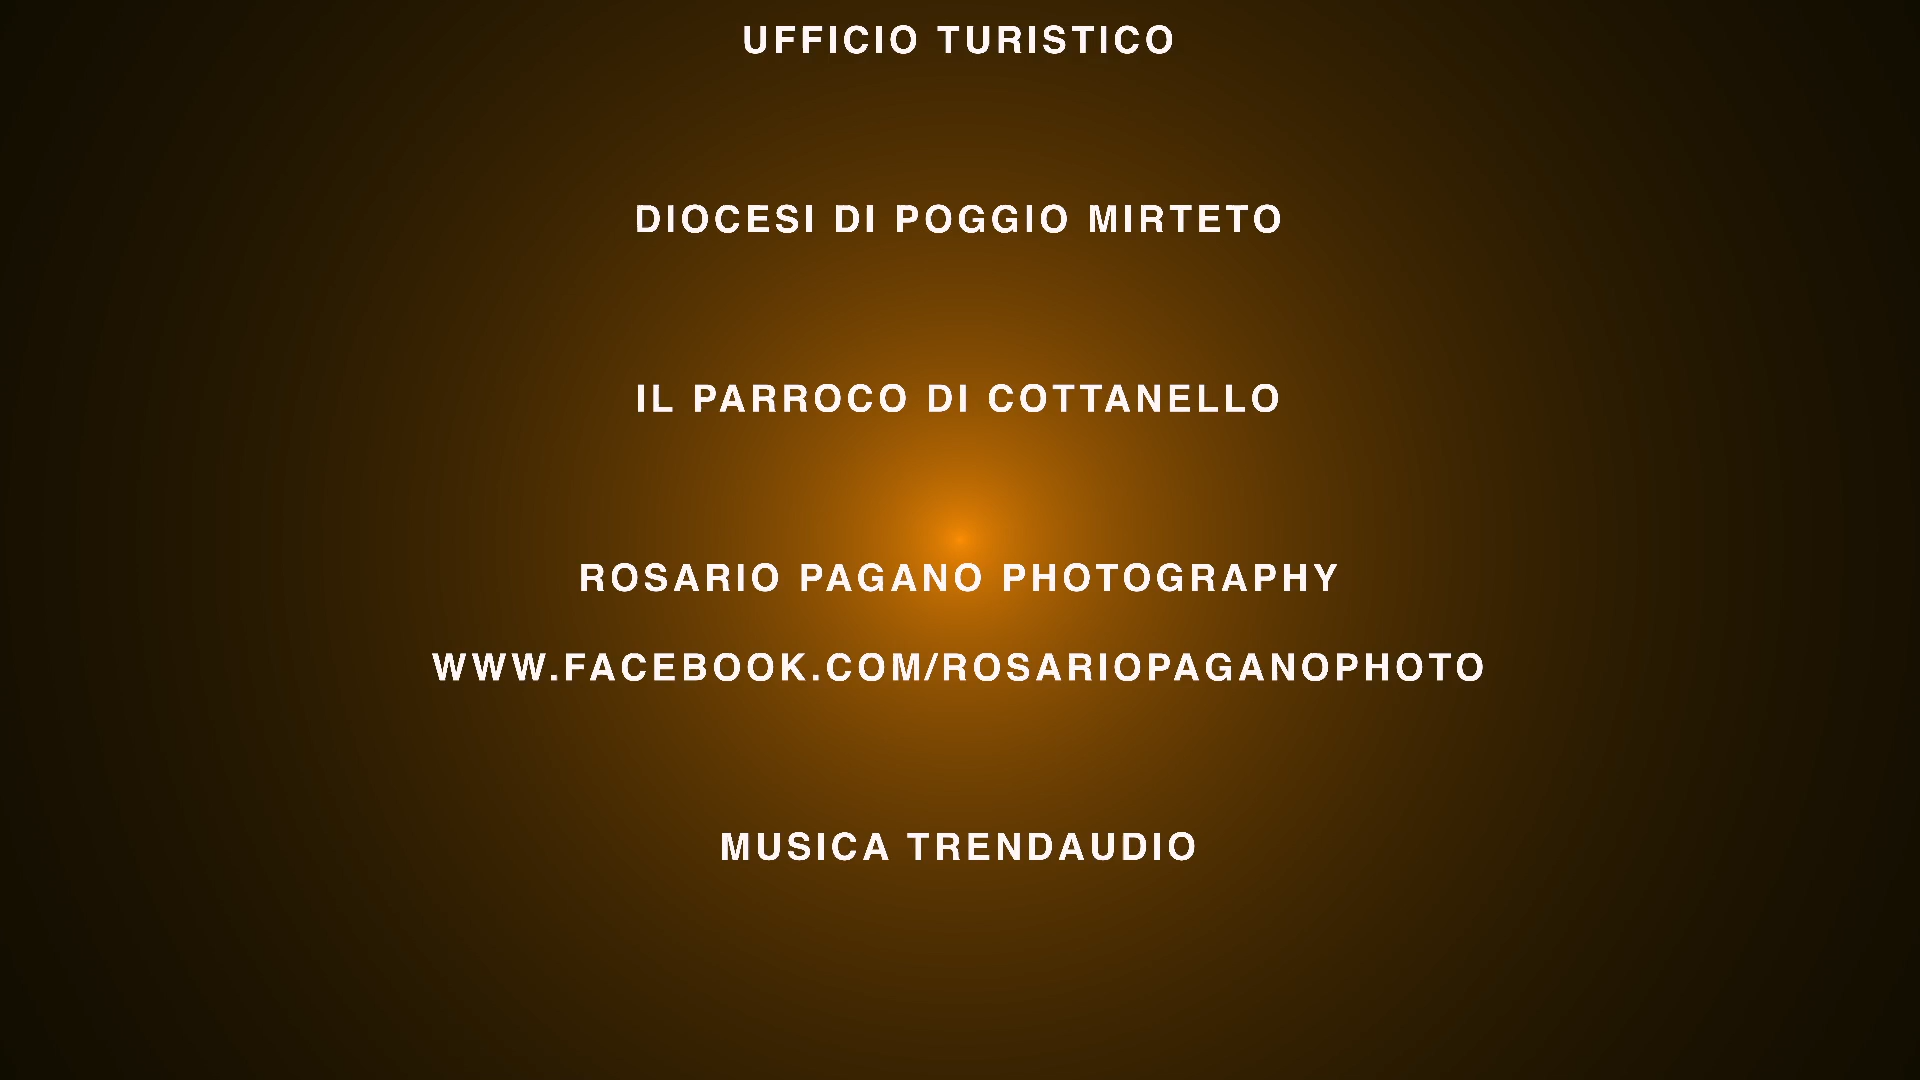 UFFICIO TURISTICO
DIOCESI DI POGGIO MIRTETO
IL PARROCO DI COTTANELLO
ROSARIO PAGANO PHOTOGRAPHY
WWW.FACEBOOK.COM/ROSARIOPAGANOPHOTO
MUSICA TRENDAUDIO